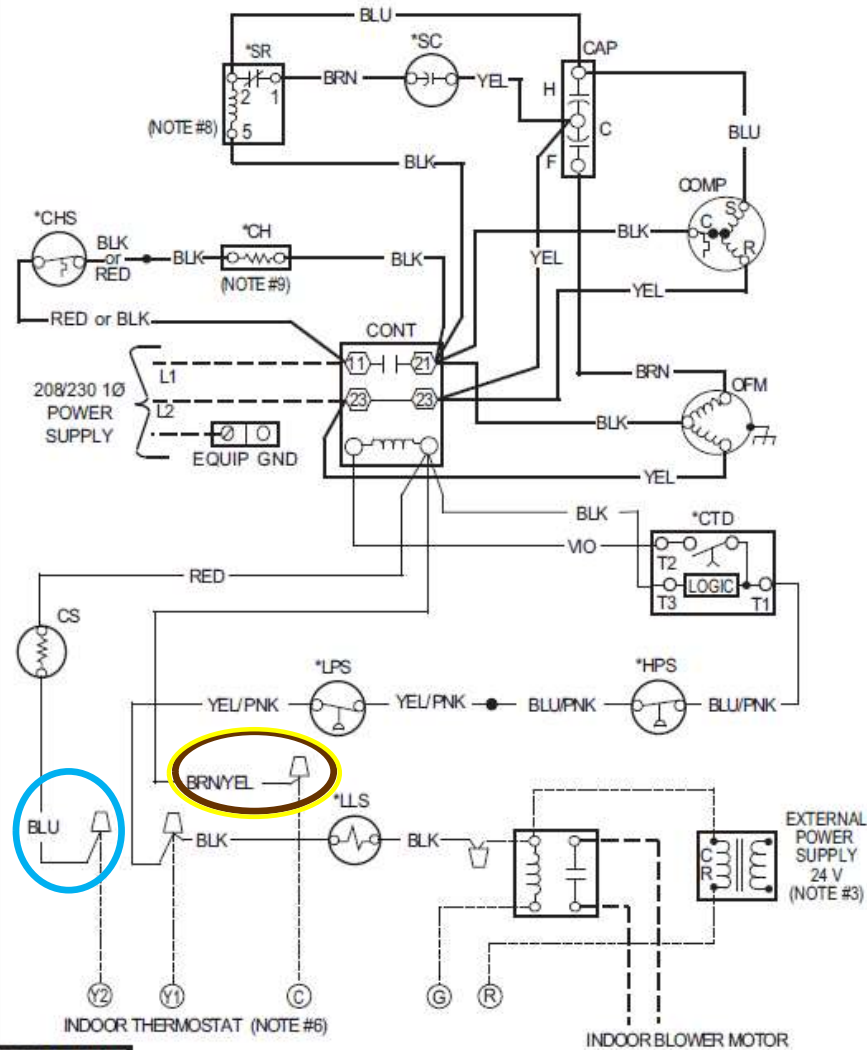 BLU
*SR
*SC
CAP
2 1
BRN
YEL
H
(NOTE #8)
5
C
BLU
F
BLK
COMP
*CHS
S
C
BLK
or
RED
BLK
*CH
BLK
BLK
R
(NOTE #9)
YEL
YEL
RED or BLK
CONT
11
21
L1
BRN
OFM
208/230 1Ø
POWER
SUPPLY
23
23
L2
BLK
EQUIP GND
YEL
BLK
*CTD
VIO
T2
RED
LOGIC
T3
T1
CS
*LPS
*HPS
YEL/PNK
YEL/PNK
BLU/PNK
BLU/PNK
BRN/YEL
*LLS
BLU
BLK
BLK
EXTERNAL
POWER
SUPPLY
24 V
(NOTE #3)
C
R
Y2
Y1
C
G
R
INDOOR THERMOSTAT (NOTE #6)
INDOOR BLOWER MOTOR